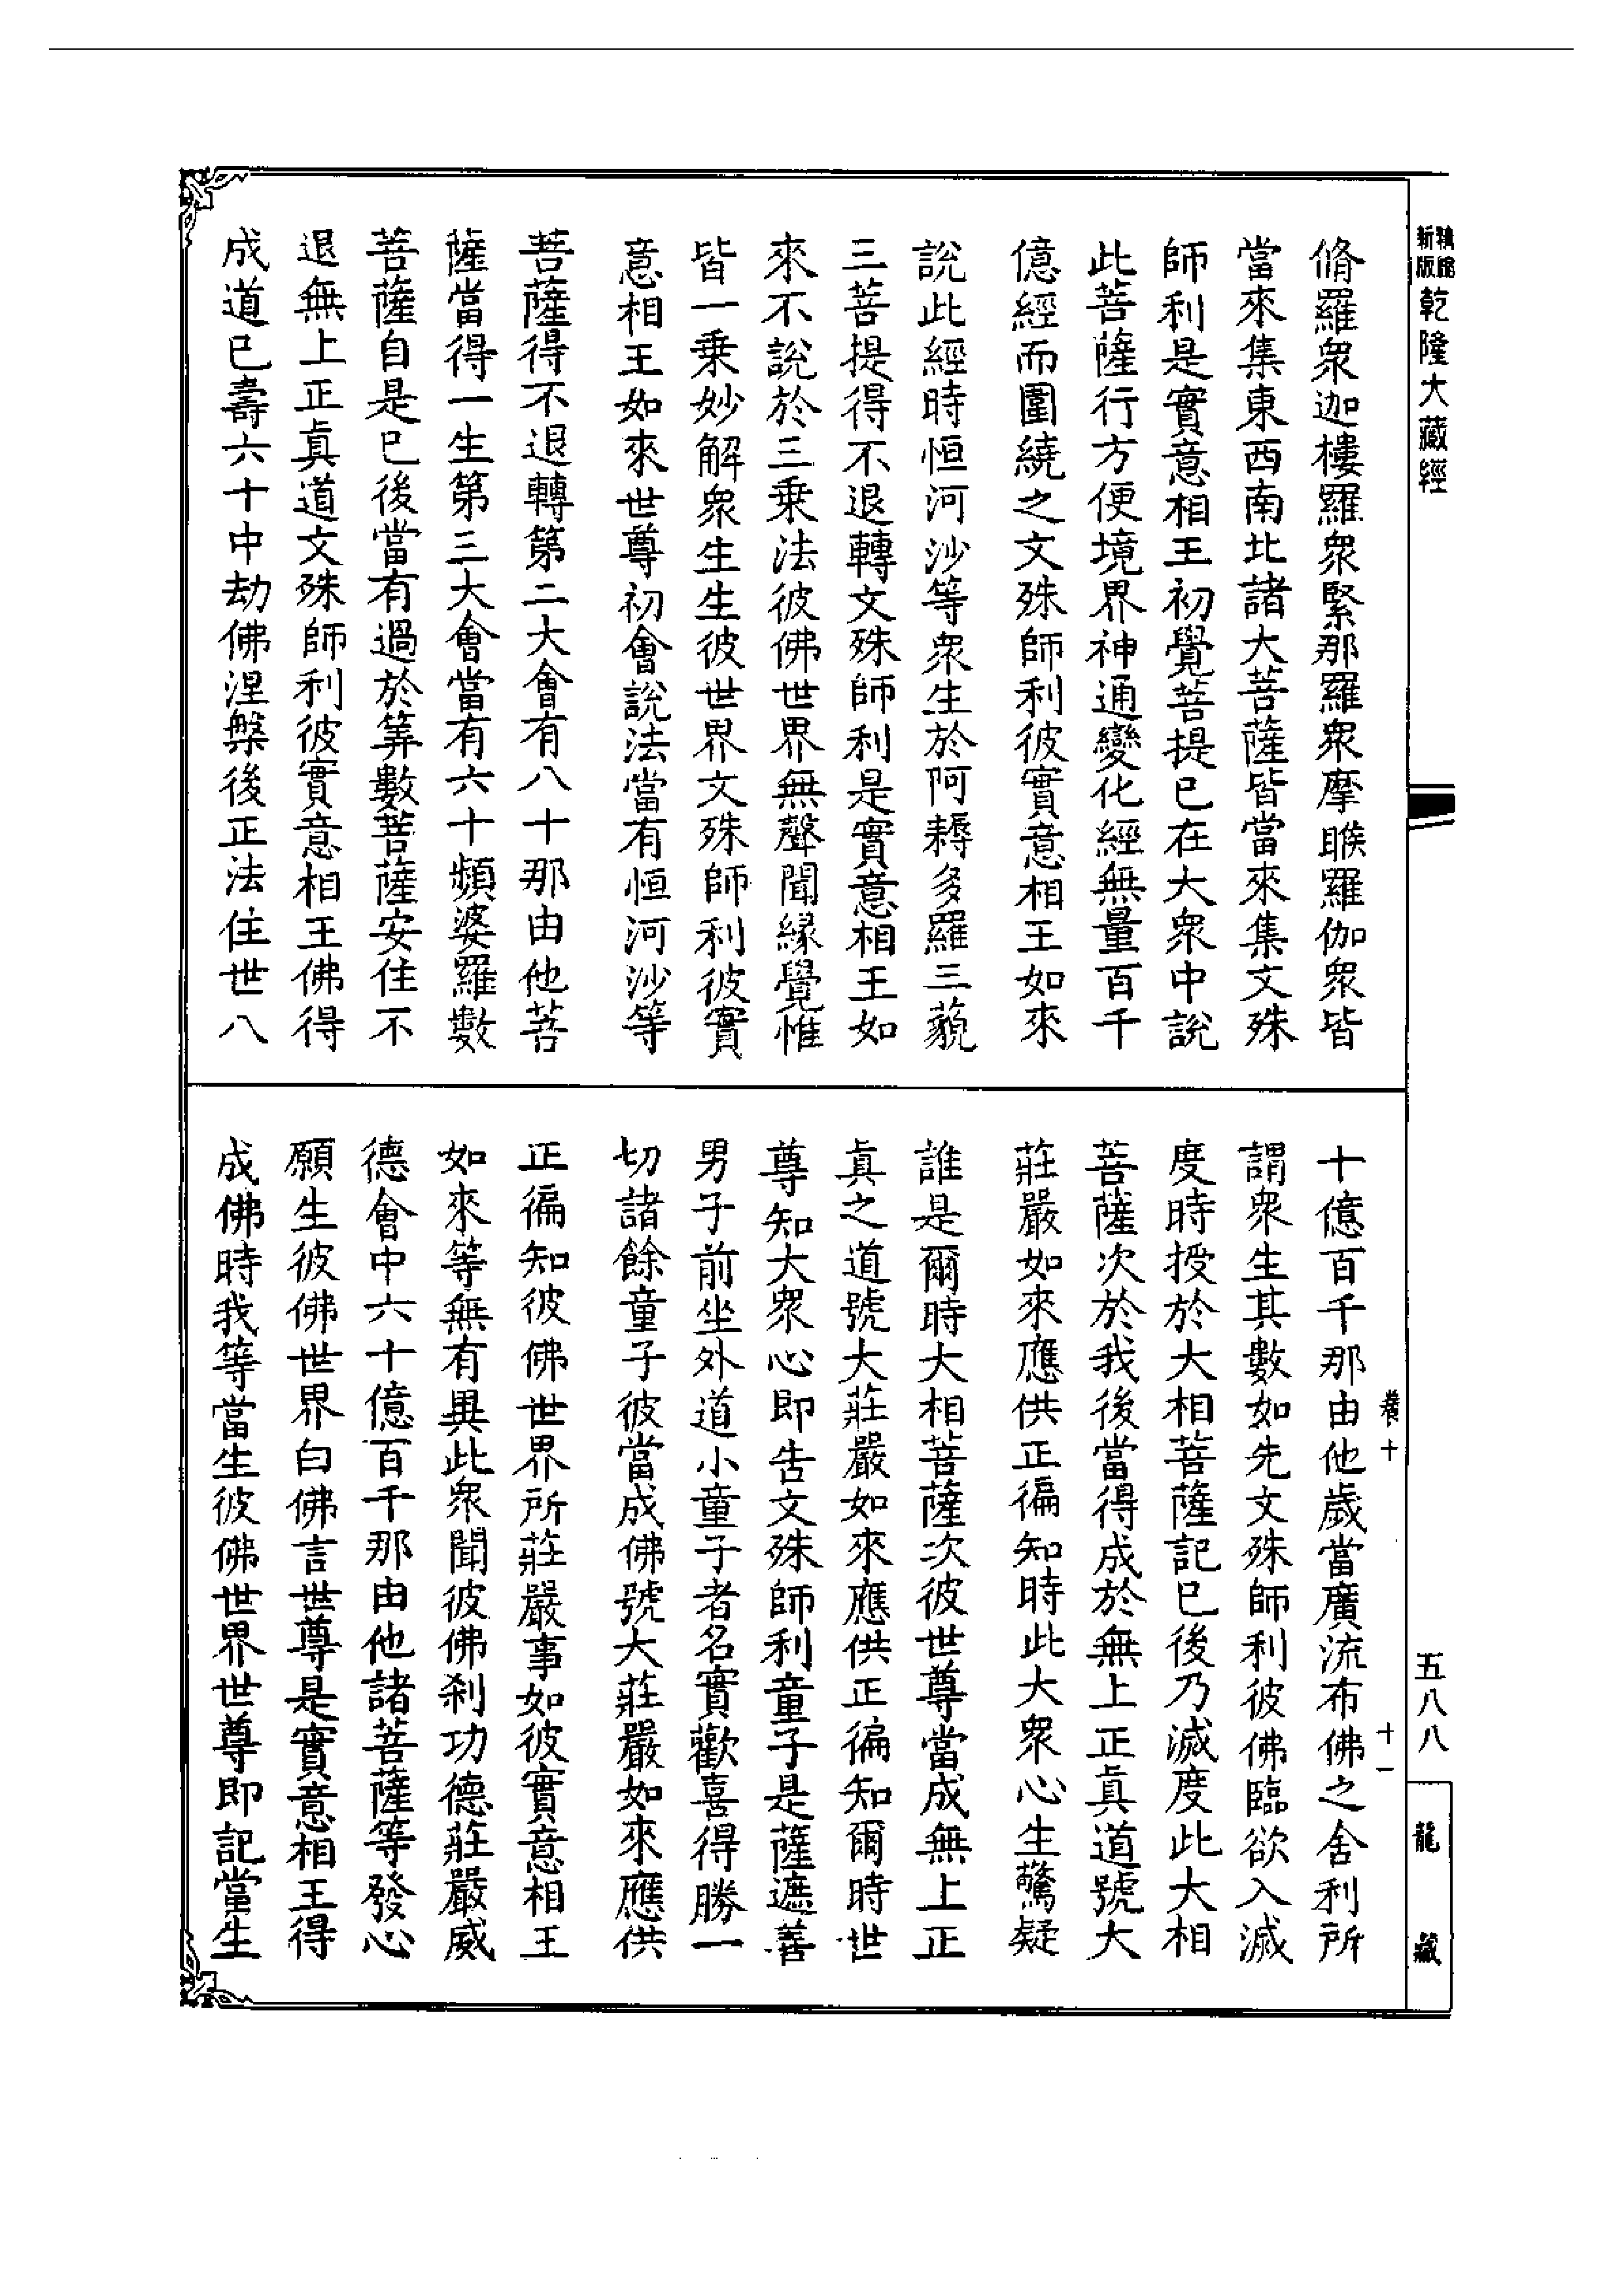 新版
乾隆大藏經
脩羅眾迦樓羅眾緊那羅眾摩睺羅伽眾皆
當來集東西南北諸大菩薩皆當來集文殊
師利是實意相王初覺菩提已在大眾中說
此菩薩行方便境界神通變化經無量百千
億經而圍繞之文殊師利彼實意相王如來
說此經時恒河沙等眾生於阿耨多羅三藐
三菩提得不退轉文殊師利是實意相王如
來不說於三乘法彼佛世界無聲聞緣覺惟
皆一乘妙解眾生生彼世界文殊師利彼實
意相王如來世尊初會說法當有恒河沙等
菩薩得不退轉第二大會有八十那由他菩
薩當得一生第三大會當有六十頻婆羅數
菩薩自是已後當有過於筭數菩薩安住不
退無上正真道文殊師利彼實意相王佛得
成道已壽六十中劫佛涅槃後正法住世八
十億百千那由他歲當廣流布佛之舍利所
謂眾生其數如先文殊師利彼佛臨欲入滅
度時授於大相菩薩記已後乃滅度此大相
菩薩次於我後當得成於無上正真道號大
莊嚴如來應供正徧知時此大眾心生驚疑
誰是爾時大相菩薩次彼世尊當成無上正
真之道號大莊嚴如來應供正徧知爾時世
尊知大眾心即告文殊師利童子是薩遮善
男子前坐外道小童子者名實歡喜得勝一
切諸餘童子彼當成佛號大莊嚴如來應供
正徧知彼佛世界所莊嚴事如彼實意相王
如來等無有異此眾聞彼佛剎功德莊嚴威
德會中六十億百千那由他諸菩薩等發心
願生彼佛世界白佛言世尊是實意相王得
成佛時我等當生彼佛世界世尊即記當生
卷十
十一
五八八
龍藏